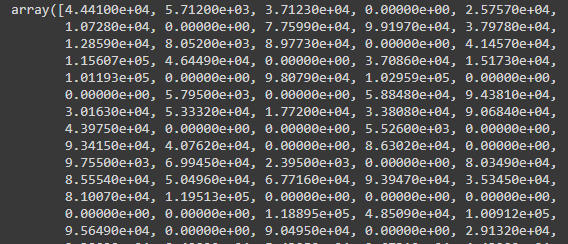 array([4.44100e+04, 5.71200e+03, 3.71230e+04, 0.00000e+00, 2.57570e+04,
1.07280e+04, 0.00000e+00, 7.75990e+04, 9.91970e+04, 3.79780e+04,
1.28590e+04, 8.05200e+03, 8.97730e+04, 0.00000e+00, 4.14570e+04,
1.15607e+05, 4.64490e+04, 0.00000e+00, 3.70860e+04, 1.51730e+04,
1.01193e+05, 0.00000e+00, 9.80790e+04, 1.02959e+05, 0.00000e+00,
0.00000e+00, 5.79500e+03, 0.00000e+00, 5.88480e+04, 9.43810e+04,
3.01630e+04, 5.33320e+04, 1.77200e+04, 3.38080e+04, 9.06840e+04,
4.39750e+04, 0.00000e+00, 0.00000e+00, 5.52600e+03, 0.00000e+00,
9.34150e+04, 4.07620e+04, 0.00000e+00, 8.63020e+04, 0.00000e+00,
9.75500e+03, 6.99450e+04, 2.39500e+03, 0.00000e+00, 8.03490e+04,
8.55540e+04, 5.04960e+04, 6.77160e+04, 9.39470e+04, 3.53450e+04,
8.10070e+04, 1.19513e+05, 0.00000e+00, 0.00000e+00, 0.00000e+00,
0.00000e+00, 0.00000e+00, 1.18895e+05, 4.85090e+04, 1.00912e+05,
9.56490e+04, 0.00000e+00, 9.04950e+04, 0.00000e+00, 2.91320e+04,